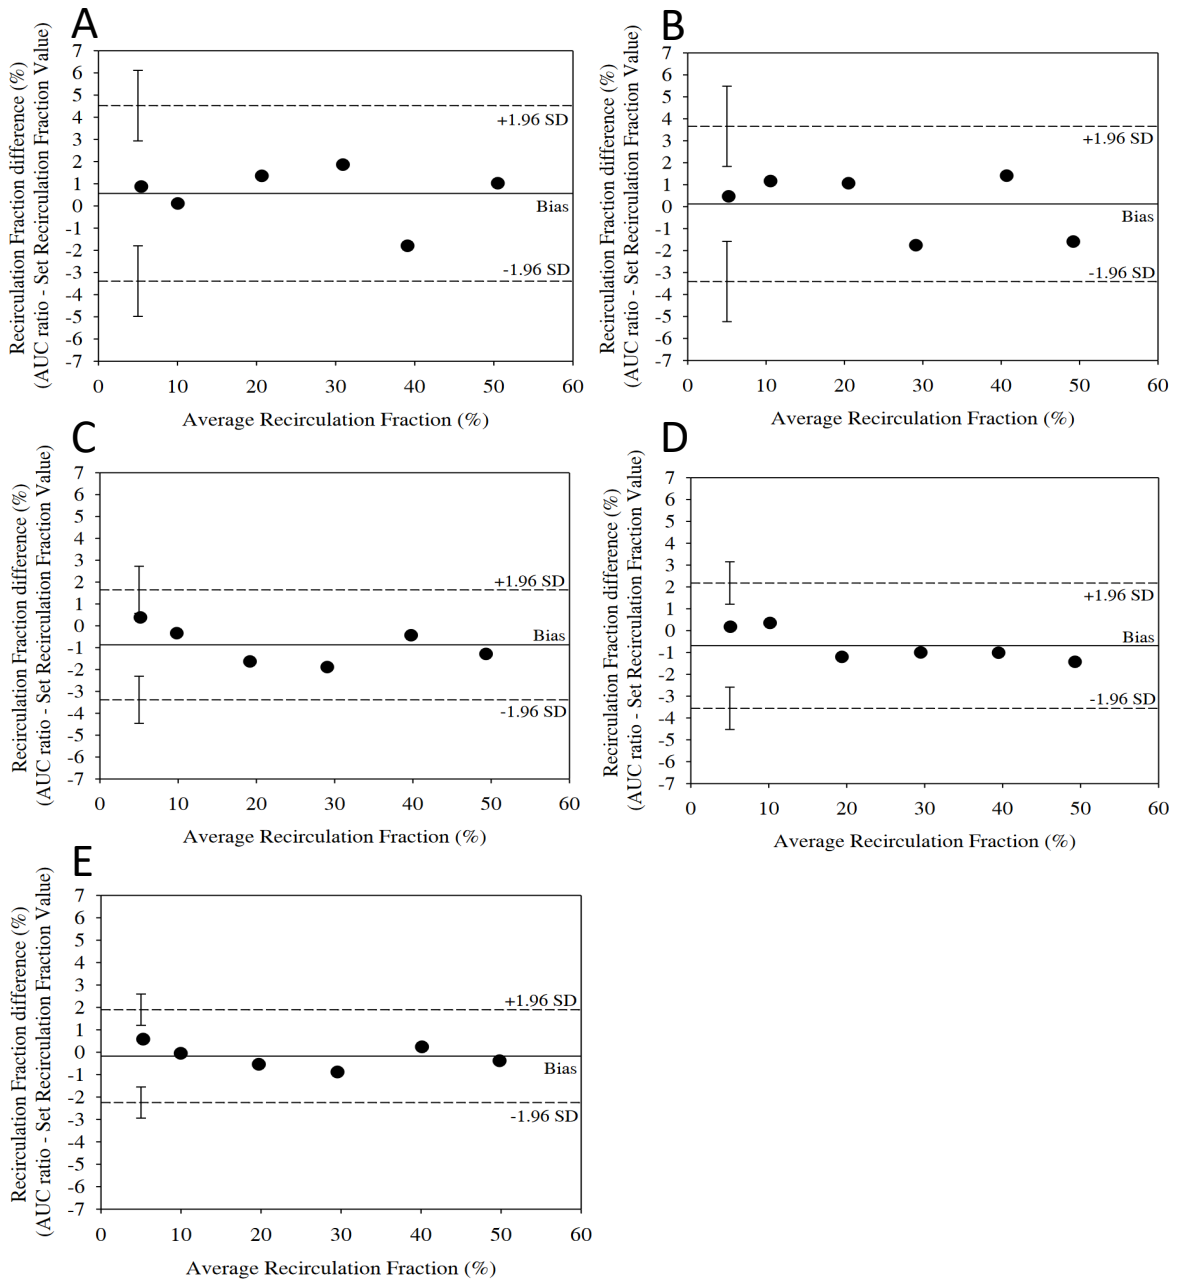 A
Recirculation Fraction difference (%)
(AUC ratio - Set Recirculation Fraction Value)
7
6
5
4
3
2
1
0
-1
-2
-3
-4
-5
-6
-7
+1.96 SD
Bias
-1.96 SD
0 10 20 30 40 50 60
Average Recirculation Fraction (%)
B
Recirculation Fraction difference (%)
(AUC ratio - Set Recirculation Fraction Value)
7
6
5
4
3
2
1
0
-1
-2
-3
-4
-5
-6
-7
+1.96 SD
Bias
-1.96 SD
0 10 20 30 40 50 60
Average Recirculation Fraction (%)
C
Recirculation Fraction difference (%)
(AUC ratio - Set Recirculation Fraction Value)
7
6
5
4
3
2
1
0
-1
-2
-3
-4
-5
-6
-7
+1.96 SD
Bias
-1.96 SD
0 10 20 30 40 50 60
Average Recirculation Fraction (%)
D
Recirculation Fraction difference (%)
(AUC ratio - Set Recirculation Fraction Value)
7
6
5
4
3
2
1
0
-1
-2
-3
-4
-5
-6
-7
+1.96 SD
Bias
-1.96 SD
0 10 20 30 40 50 60
Average Recirculation Fraction (%)
E
Recirculation Fraction difference (%)
(AUC ratio - Set Recirculation Fraction Value)
7
6
5
4
3
2
1
0
-1
-2
-3
-4
-5
-6
-7
+1.96 SD
Bias
-1.96 SD
0 10 20 30 40 50 60
Average Recirculation Fraction (%)